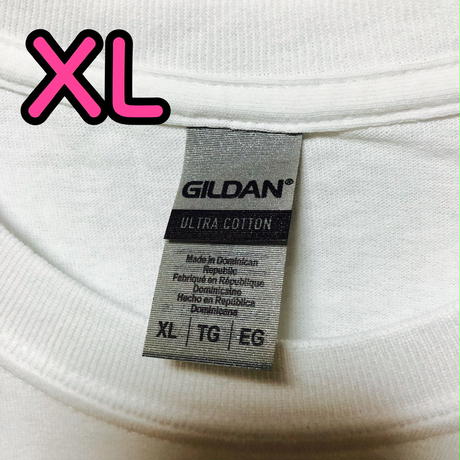 XL
GILDAN®
ULTRA COTTON
Made in Dominican
Republic
Fabriqué en République
Dominicaine
Hecho en República
Dominicana
XL | TG | EG